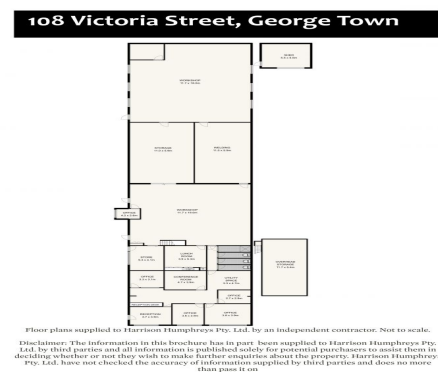 108 Victoria Street, George Town
SHED
WORKSHOP
STORAGE
WORKSHOP
OFFICE
STORE
LUNCH
ROOM
OFFICE
CONFERENCE
ROOM
UTILITY
SPACE
OVERHEAD
STORAGE
OFFICE
RECEPTION
OFFICE
OFFICE
Floor plans supplied to Harrison Humphreys Pty. Ltd. by an independent contractor. Not to scale.
Disclaimer: The information in this brochure has in part been supplied to Harrison Humphreys Pty.
Ltd. by third parties and all information is published solely for potential purchasers to assist them in
deciding whether or not they wish to make further enquiries about the property. Harrison Humphrey
Pty. Ltd. have not checked the accuracy of information supplied by third parties and does no more
than pass it on